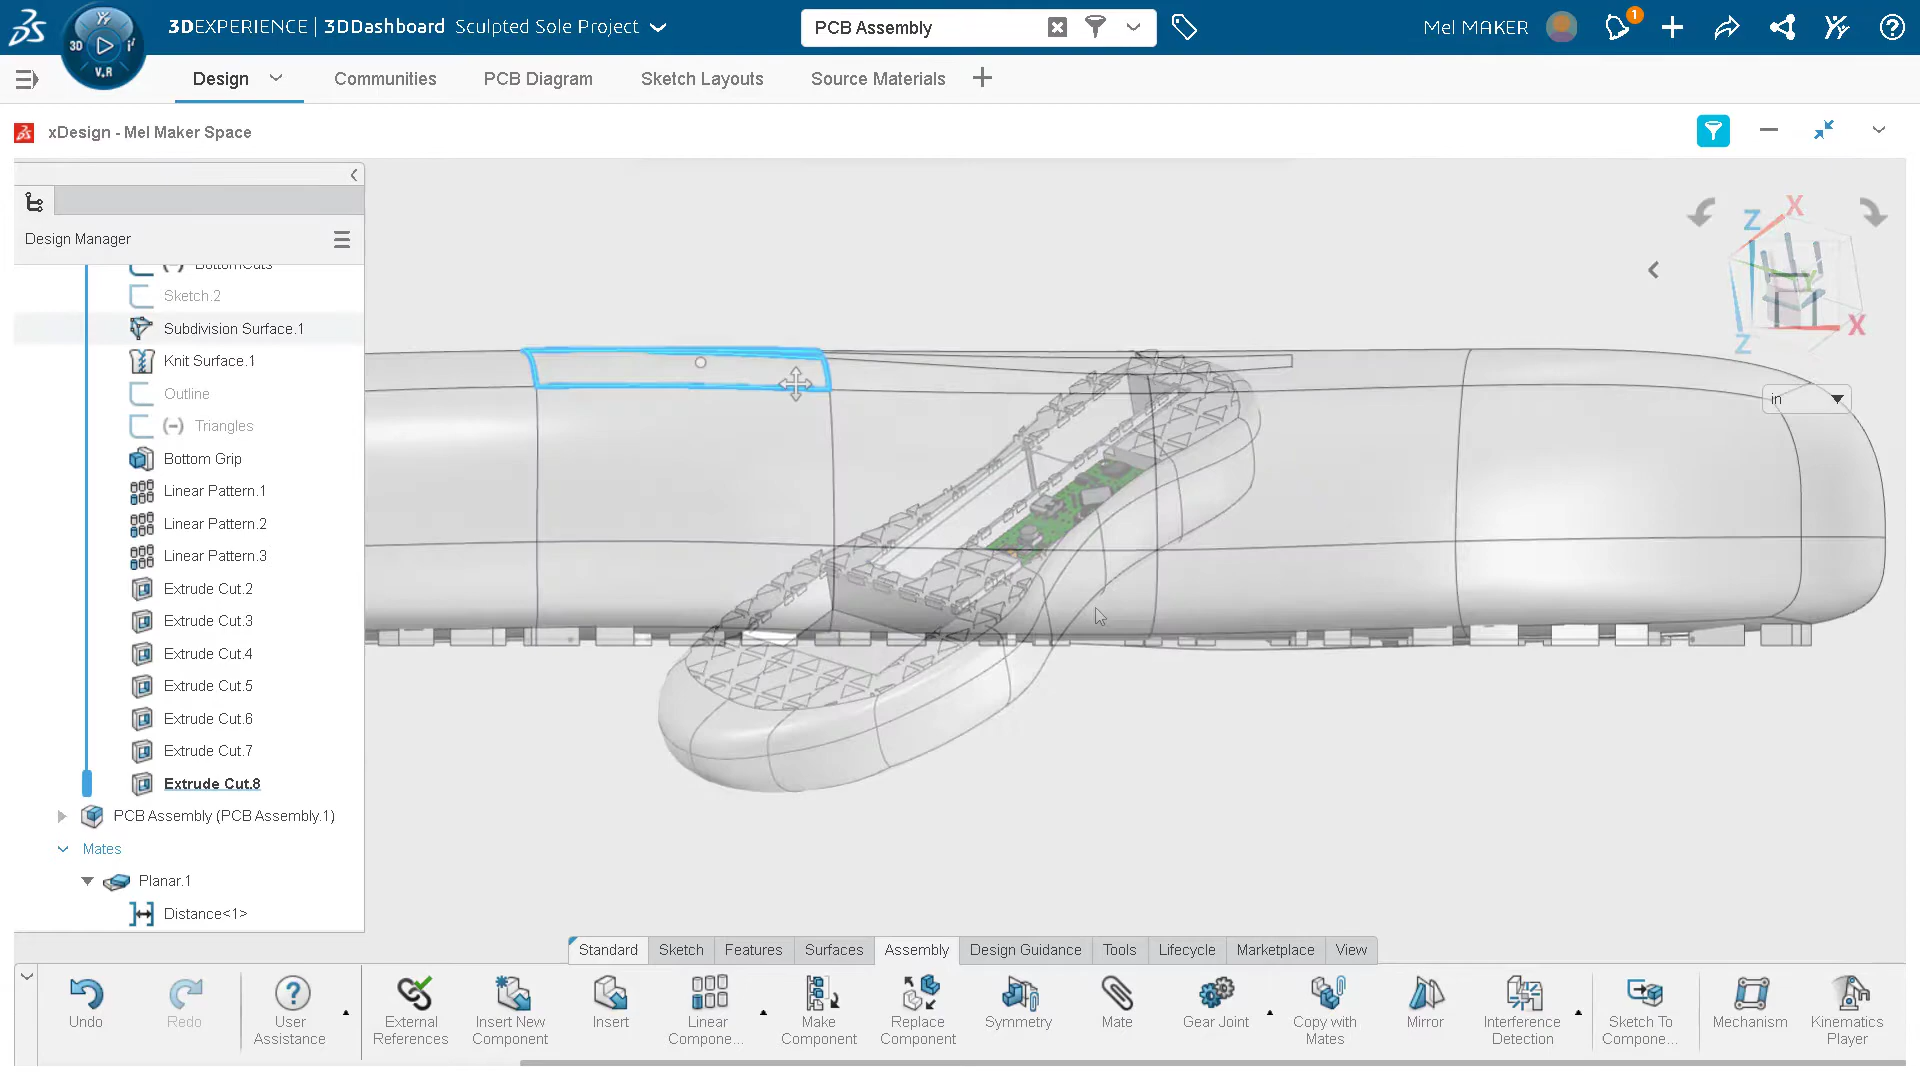 3DEXPERIENCE | 3DDashboard Sculpted Sole Project
PCB Assembly
Mel MAKER
1
3D
V.R
Design
Communities
PCB Diagram
Sketch Layouts
Source Materials
xDesign - Mel Maker Space
Design Manager
BottomCuts
Sketch.2
Subdivision Surface.1
Knit Surface.1
Outline
(-) Triangles
Bottom Grip
Linear Pattern.1
Linear Pattern.2
Linear Pattern.3
Extrude Cut.2
Extrude Cut.3
Extrude Cut.4
Extrude Cut.5
Extrude Cut.6
Extrude Cut.7
Extrude Cut.8
PCB Assembly (PCB Assembly.1)
Mates
Planar.1
Distance<1>
Z
X
Y
X
Z
in
Standard
Sketch
Features
Surfaces
Assembly
Design Guidance
Tools
Lifecycle
Marketplace
View
Undo
Redo
User Assistance
External References
Insert New Component
Insert
Linear Compone...
Make Component
Replace Component
Symmetry
Mate
Gear Joint
Copy with Mates
Mirror
Interference Detection
Sketch To Compone...
Mechanism
Kinematics Player